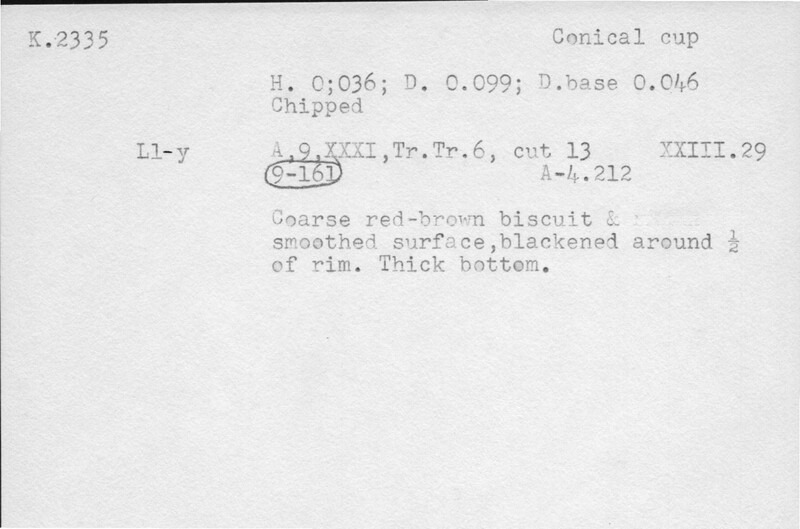 K.2335 Conical cup
H. 0;036; D. 0.099; D.base 0.046
Chipped
Ll-y A,9,XXXI,Tr.Tr.6, cut 13 XXIII.29
9-161 A-4.212
Coarse red-brown biscuit &
smoothed surface,blackened around ½
of rim. Thick bottom.